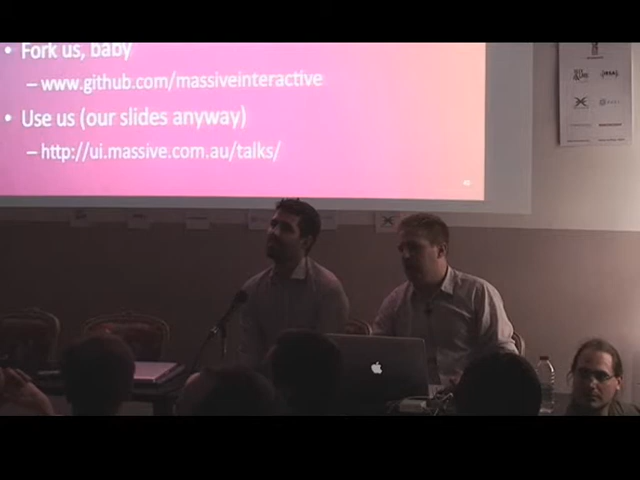 • Fork us, baby
– www.github.com/massiveinteractive
• Use us (our slides anyway)
– http://ui.massive.com.au/talks/